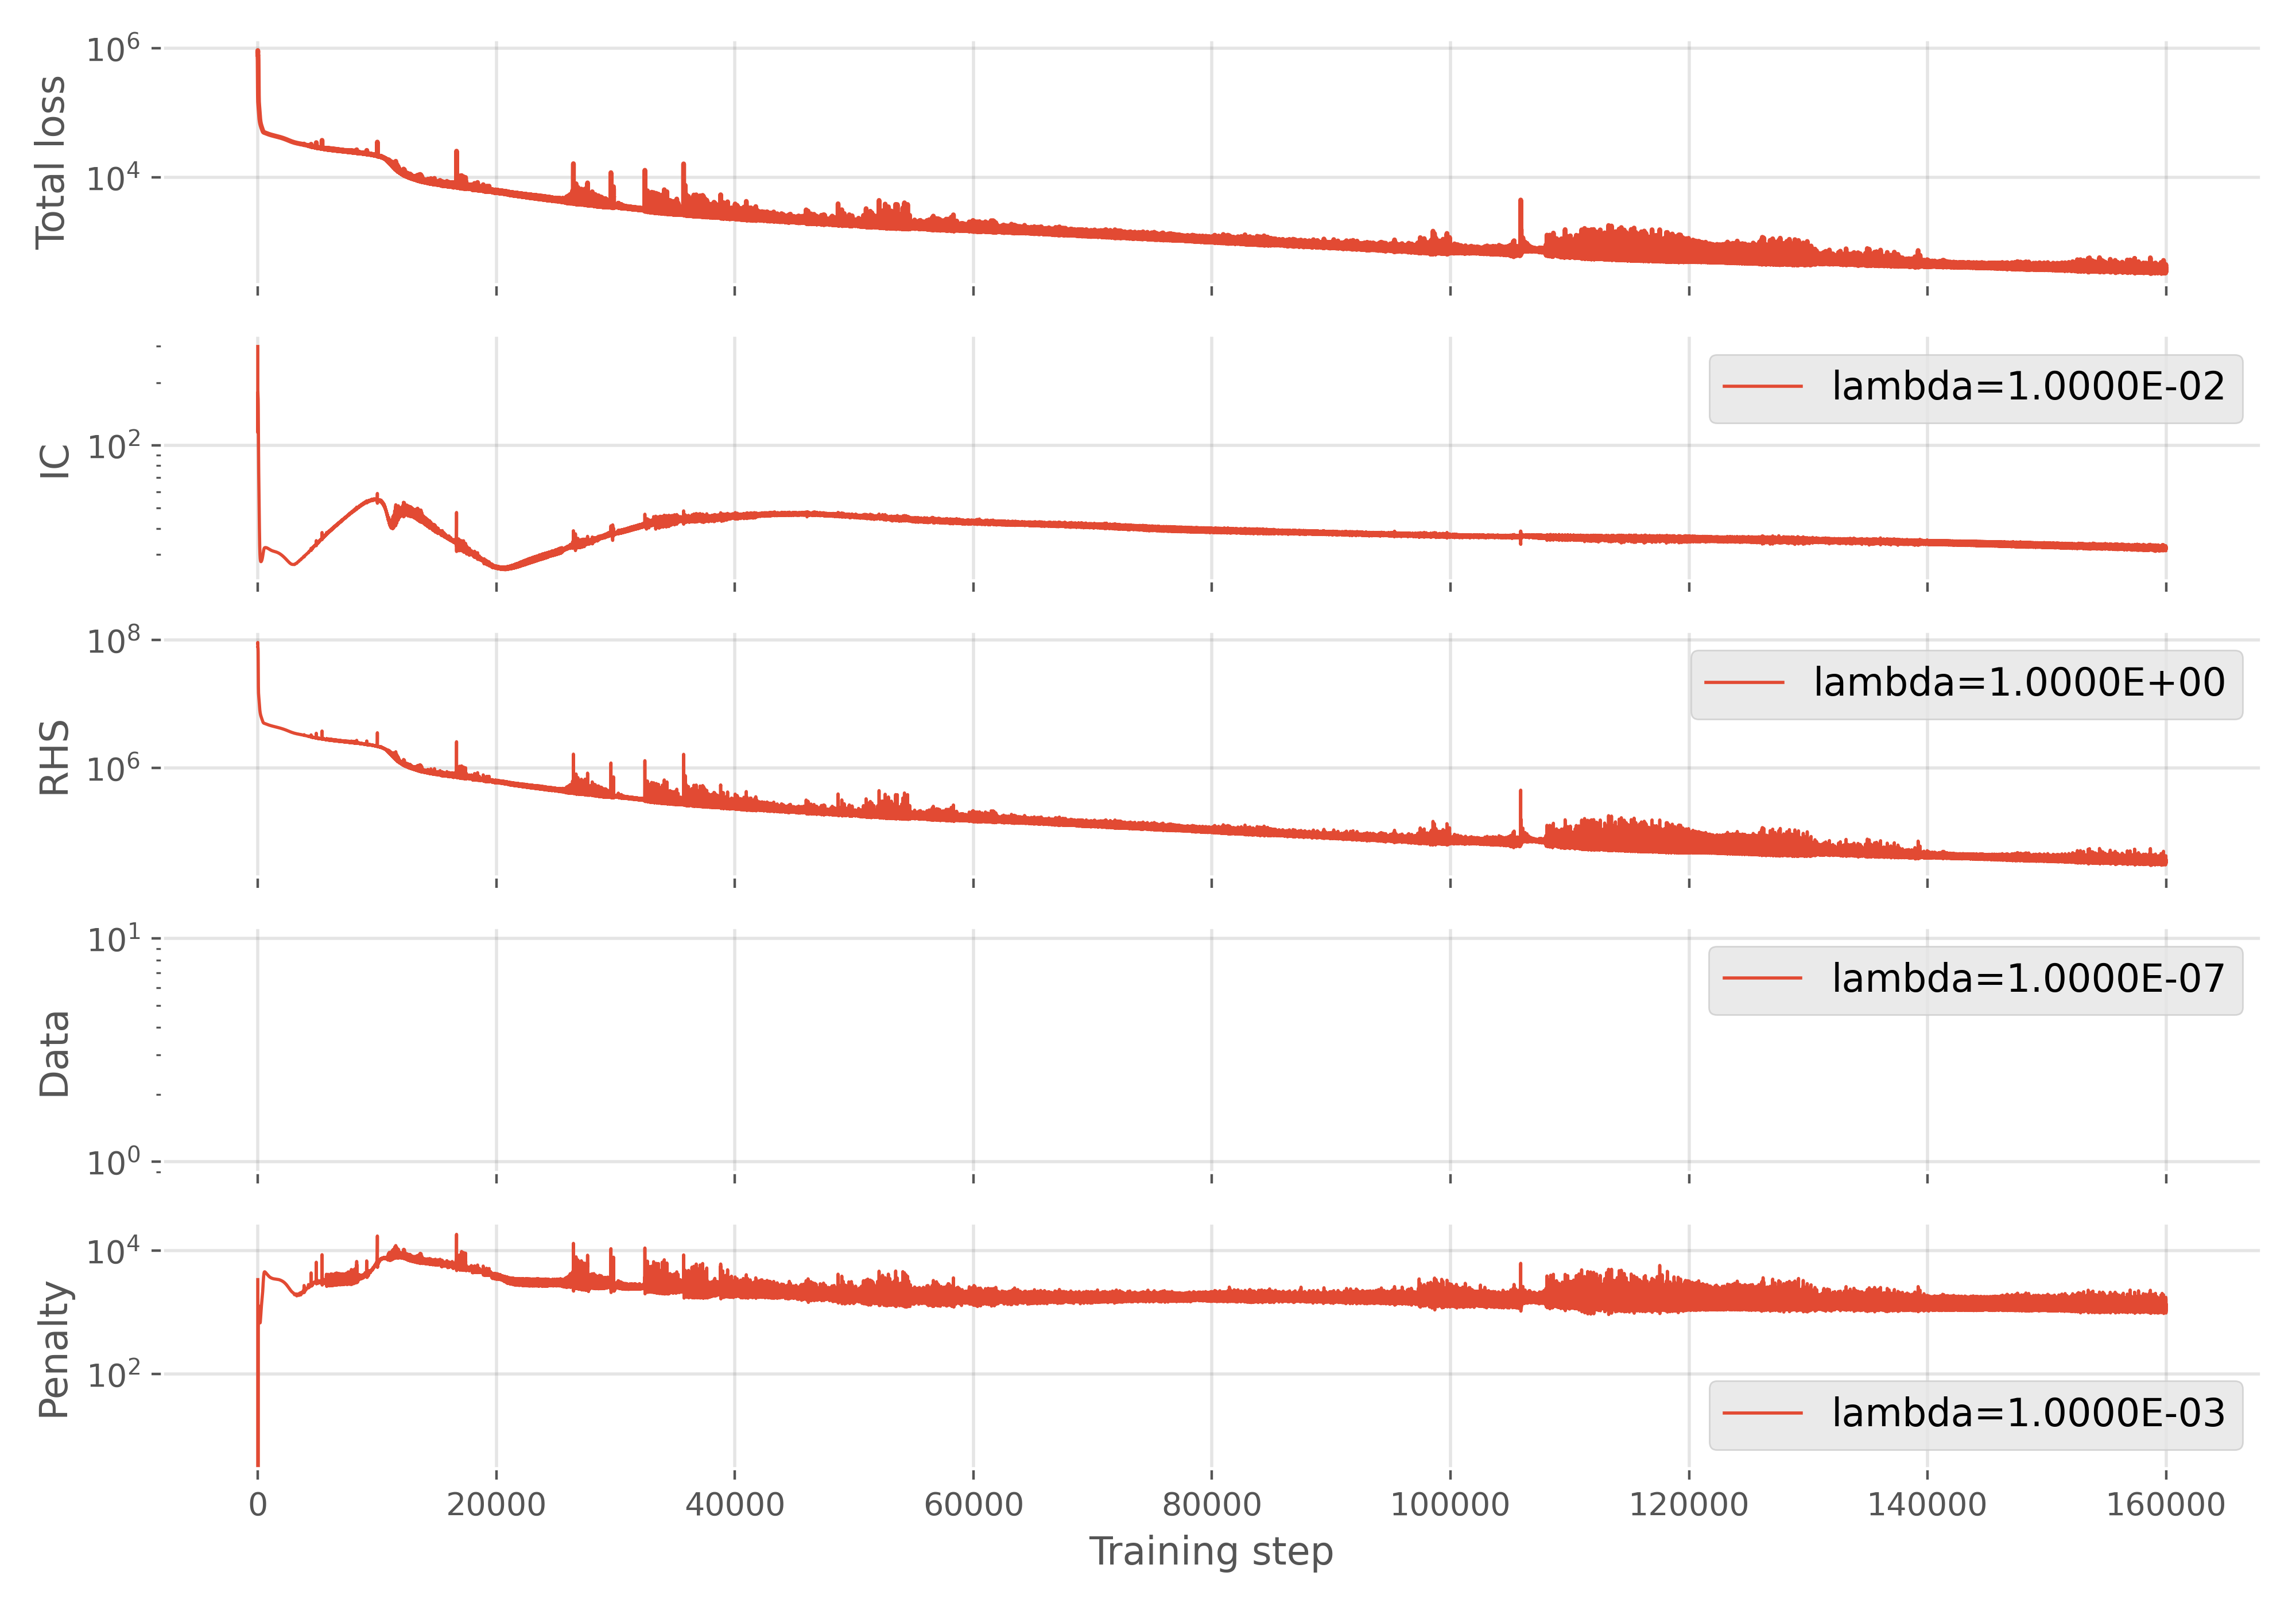 Total loss
10^6
10^4
IC
10^2
lambda=1.0000E-02
RHS
10^8
10^6
lambda=1.0000E+00
Data
10^1
10^0
lambda=1.0000E-07
Penalty
10^4
10^2
lambda=1.0000E-03
0 20000 40000 60000 80000 100000 120000 140000 160000
Training step